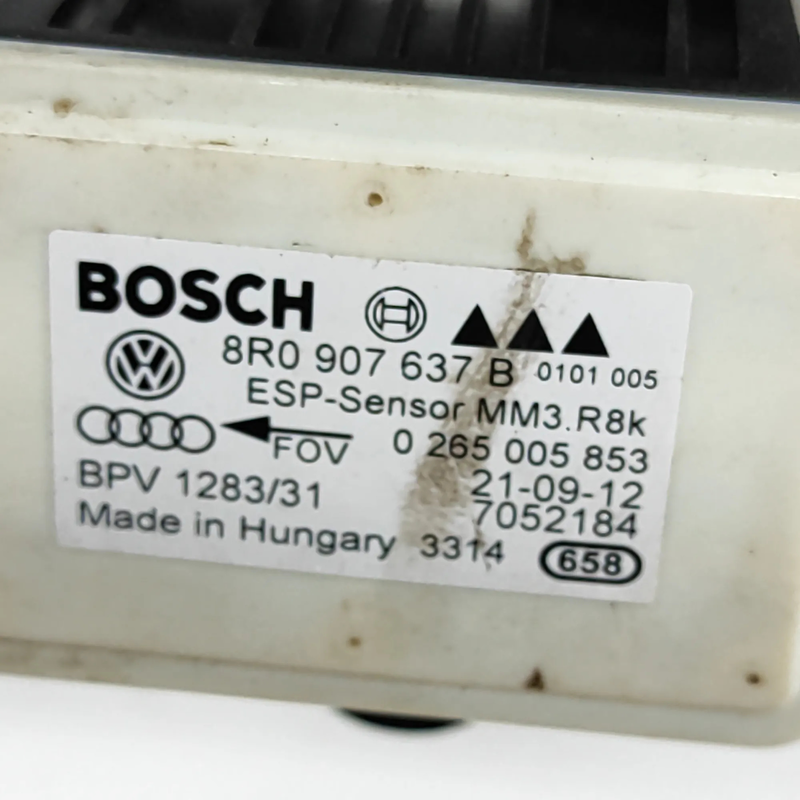 BOSCH
8R0 907 637 B 0101 005
ESP-Sensor MM3.R8k
FOV 0 265 005 853
BPV 1283/31 21-09-12
7052184
Made in Hungary 3314 658